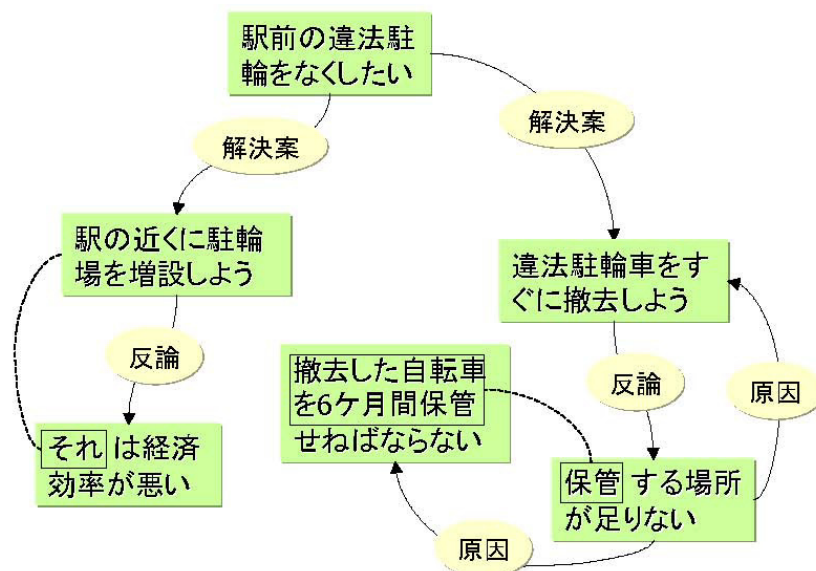 駅前の違法駐
輪をなくしたい
解決案
解決案
駅の近くに駐輪
場を増設しよう
違法駐輪車をす
ぐに撤去しよう
反論
撤去した自転車
を6ケ月間保管
せねばならない
反論
原因
それは経済
効率が悪い
保管する場所
が足りない
原因